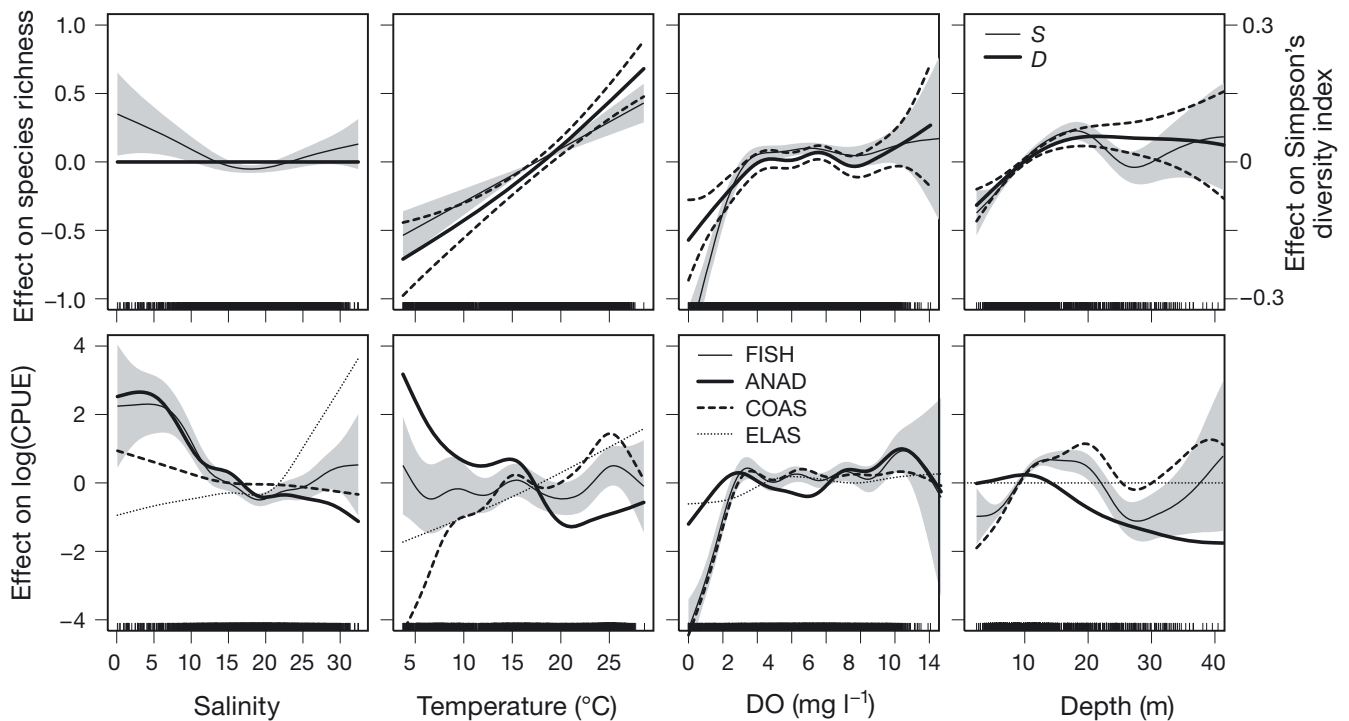 1.0
0.5
0.0
−0.5
−1.0
Effect on species richness
S
D
0.3
0
−0.3
Effect on Simpson's
diversity index
4
2
0
−2
−4
Effect on log(CPUE)
FISH
ANAD
COAS
ELAS
0 5 10 15 20 25 30
5 10 15 20 25
0 2 4 6 8 10 14
10 20 30 40
Salinity
Temperature (°C)
DO (mg l−1)
Depth (m)